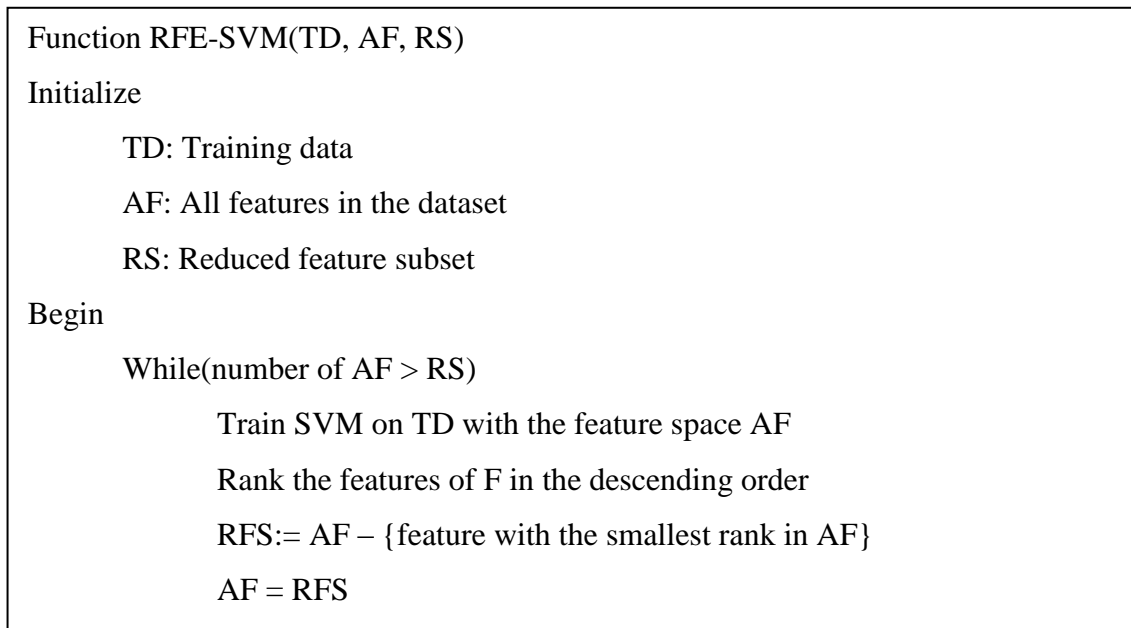 Function RFE-SVM(TD, AF, RS)
Initialize
TD: Training data
AF: All features in the dataset
RS: Reduced feature subset
Begin
While(number of AF > RS)
Train SVM on TD with the feature space AF
Rank the features of F in the descending order
RFS:= AF – {feature with the smallest rank in AF}
AF = RFS